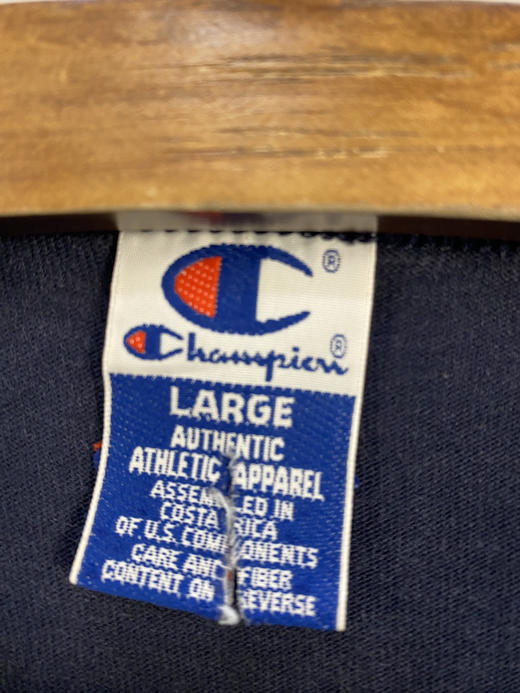 ®
Champion®
LARGE
AUTHENTIC
ATHLETIC APPAREL
ASSEMBLED IN
COSTA RICA
OF U.S. COMPONENTS
CARE AND FIBER
CONTENT ON REVERSE